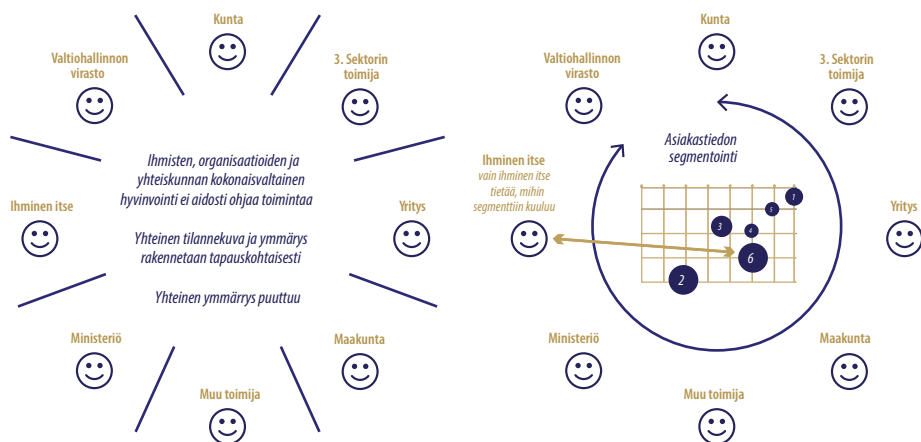 Kunta
Valtiohallinnon
virasto
3. Sektorin
toimija
Ihmisten, organisaatioiden ja
yhteiskunnan kokonaisvaltainen
hyvinvointi ei aidosti ohjaa toimintaa
Yhteinen tilannekuva ja ymmärrys
rakennetaan tapauskohtaisesti
Yhteinen ymmärrys puuttuu
Ihminen itse
Yritys
Ministeriö
Maakunta
Muu toimija
Kunta
Valtiohallinnon
virasto
3. Sektorin
toimija
Asiakastiedon
segmentointi
Ihminen itse
vain ihminen itse
tietää, mihin
segmenttiin kuuluu
Yritys
1
5
3
4
6
2
Ministeriö
Maakunta
Muu toimija